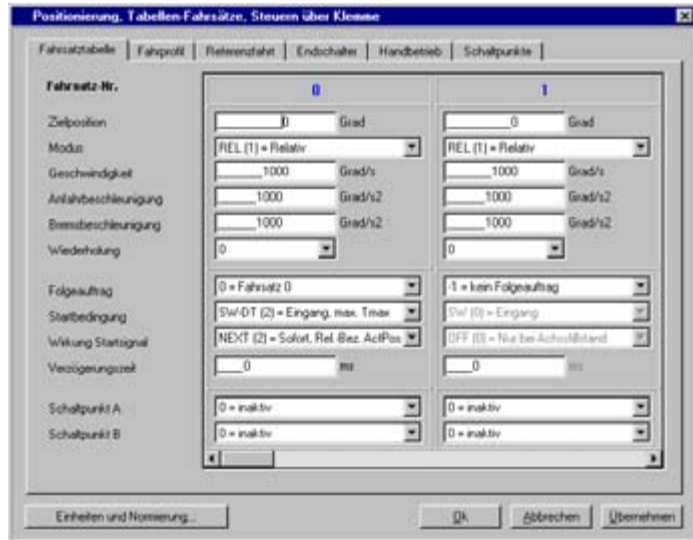 Positionierung, Tabellen-Fahrsätze, Steuern über Klemme
Fahrsatztabelle Fahrprofil Referenzfahrt Endschalter Handbetrieb Schaltpunkte
Fahrsatz-Nr. 0 1
Zielposition 0 Grad 0 Grad
Modus REL (1) = Relativ REL (1) = Relativ
Geschwindigkeit 1000 Grad/s 1000 Grad/s
Anfahrbeschleunigung 1000 Grad/s2 1000 Grad/s2
Bremsbeschleunigung 1000 Grad/s2 1000 Grad/s2
Wiederholung 0 0
Folgeauftrag 0 = Fahrsatz 0 -1 = kein Folgeauftrag
Startbedingung SW-DT (2) = Eingang, max. Tmax SW (0) = Eingang
Wirkung Startsignal NEXT (2) = Sofort, Rel. Bez. ActPos OFF (0) = Nur bei Achsstillstand
Verzögerungszeit 0 ms 0 ms
Schaltpunkt A 0 = inaktiv 0 = inaktiv
Schaltpunkt B 0 = inaktiv 0 = inaktiv
Einheiten und Normierung... Ok Abbrechen Übernehmen